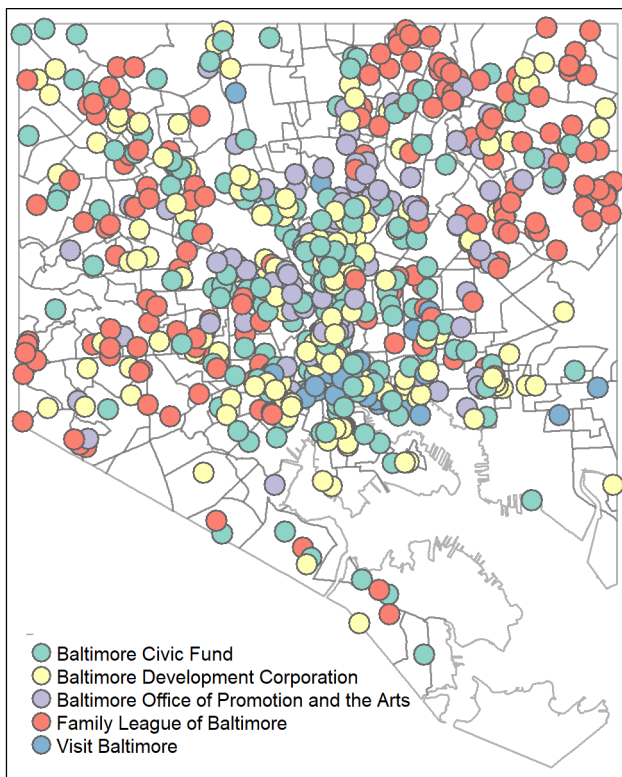 Baltimore Civic Fund
Baltimore Development Corporation
Baltimore Office of Promotion and the Arts
Family League of Baltimore
Visit Baltimore